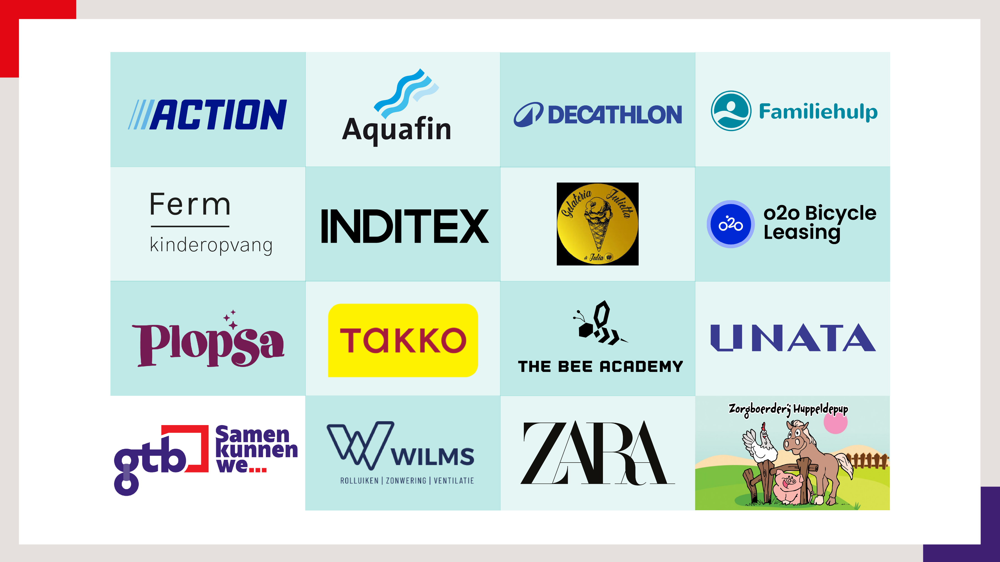 ACTION
Aquafin
DECATHLON
Familiehulp
Ferm
kinderopvang
INDITEX
Gelateria Julietta
di Julia
o2o
o2o Bicycle
Leasing
Plopsa
TaKKO
THE BEE ACADEMY
UNATA
gtb
Samen
kunnen
we...
WILMS
ROLLUIKEN | ZONWERING | VENTILATIE
ZARA
Zorgboerderij Huppeldepup